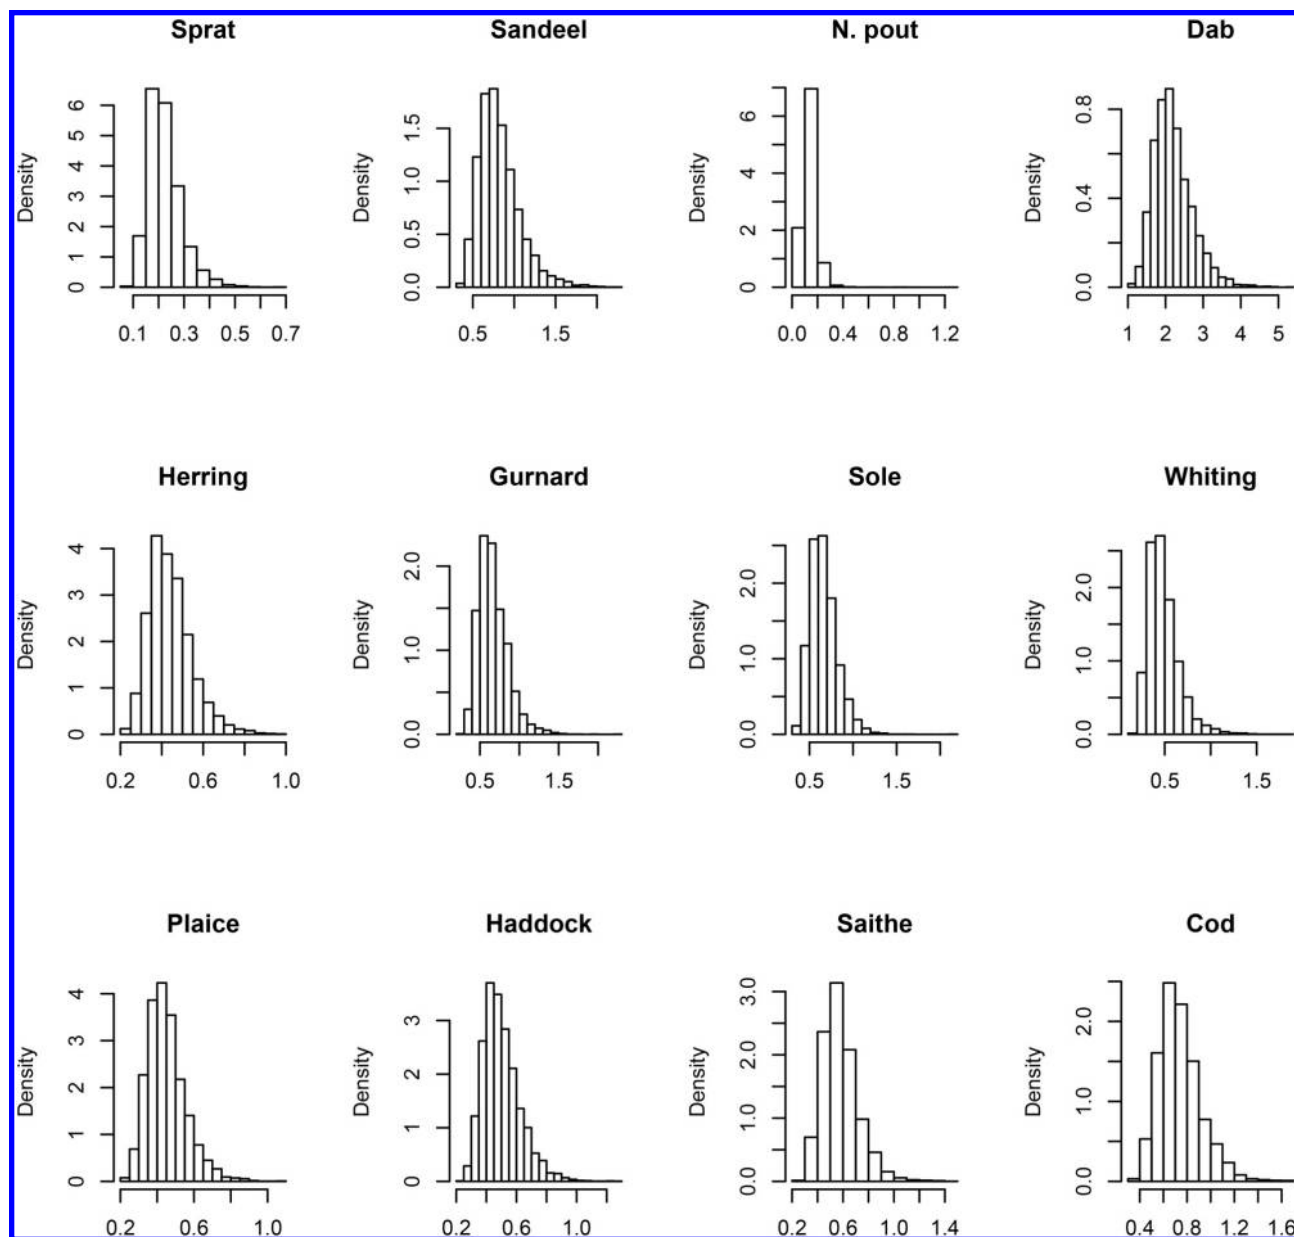 Sprat Sandeel N. pout Dab
Density 0 1 2 3 4 5 6 Density 0.0 0.5 1.0 1.5 Density 0 2 4 6 Density 0.0 0.4 0.8
0.1 0.3 0.5 0.7 0.5 1.5 0.0 0.4 0.8 1.2 1 2 3 4 5
Herring Gurnard Sole Whiting
Density 0 1 2 3 4 Density 0.0 1.0 2.0 Density 0.0 1.0 2.0 Density 0.0 1.0 2.0
0.2 0.6 1.0 0.5 1.5 0.5 1.5 0.5 1.5
Plaice Haddock Saithe Cod
Density 0 1 2 3 4 Density 0 1 2 3 Density 0.0 1.0 2.0 3.0 Density 0.0 1.0 2.0
0.2 0.6 1.0 0.2 0.6 1.0 0.2 0.6 1.0 1.4 0.4 0.8 1.2 1.6